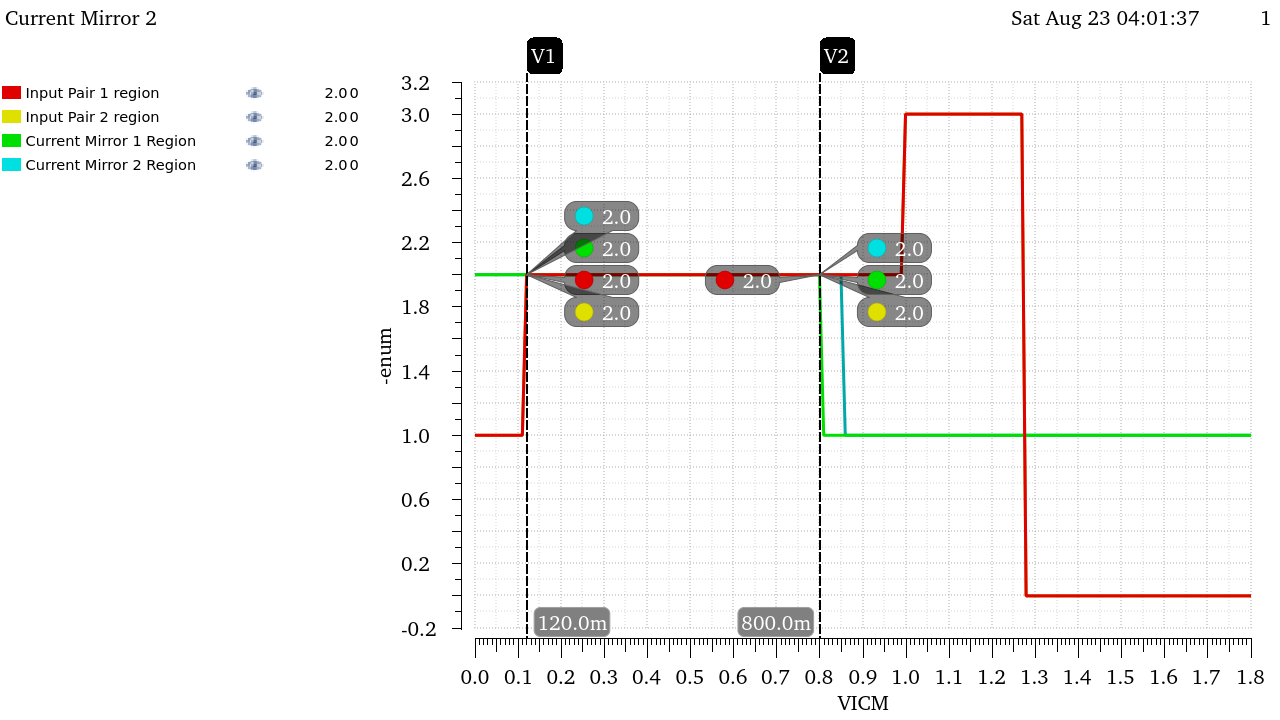 Current Mirror 2
Sat Aug 23 04:01:37 1
V1
V2
Input Pair 1 region 2.00
Input Pair 2 region 2.00
Current Mirror 1 Region 2.00
Current Mirror 2 Region 2.00
-enum
3.2
3.0
2.6
2.2
1.8
1.4
1.0
0.6
0.2
-0.2
2.0
2.0
2.0
2.0
2.0
2.0
2.0
2.0
120.0m
800.0m
0.0 0.1 0.2 0.3 0.4 0.5 0.6 0.7 0.8 0.9 1.0 1.1 1.2 1.3 1.4 1.5 1.6 1.7 1.8
VICM